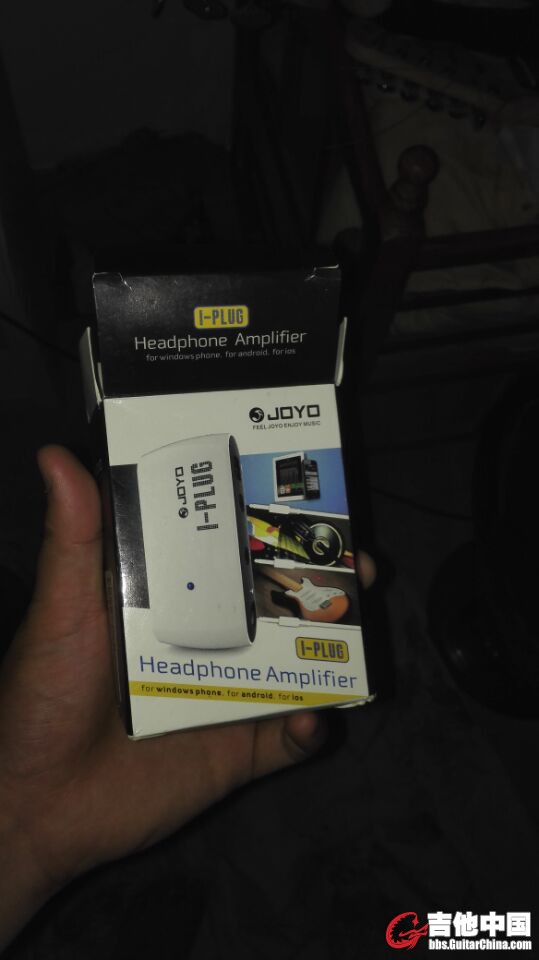 I-PLUG
Headphone Amplifier
for windows phone, for android, for ios
JOYO
FEEL JOYO ENJOY MUSIC
JOYO
I-PLUG
I-PLUG
Headphone Amplifier
for windows phone, for android, for ios
吉他中国
bbs.GuitarChina.com